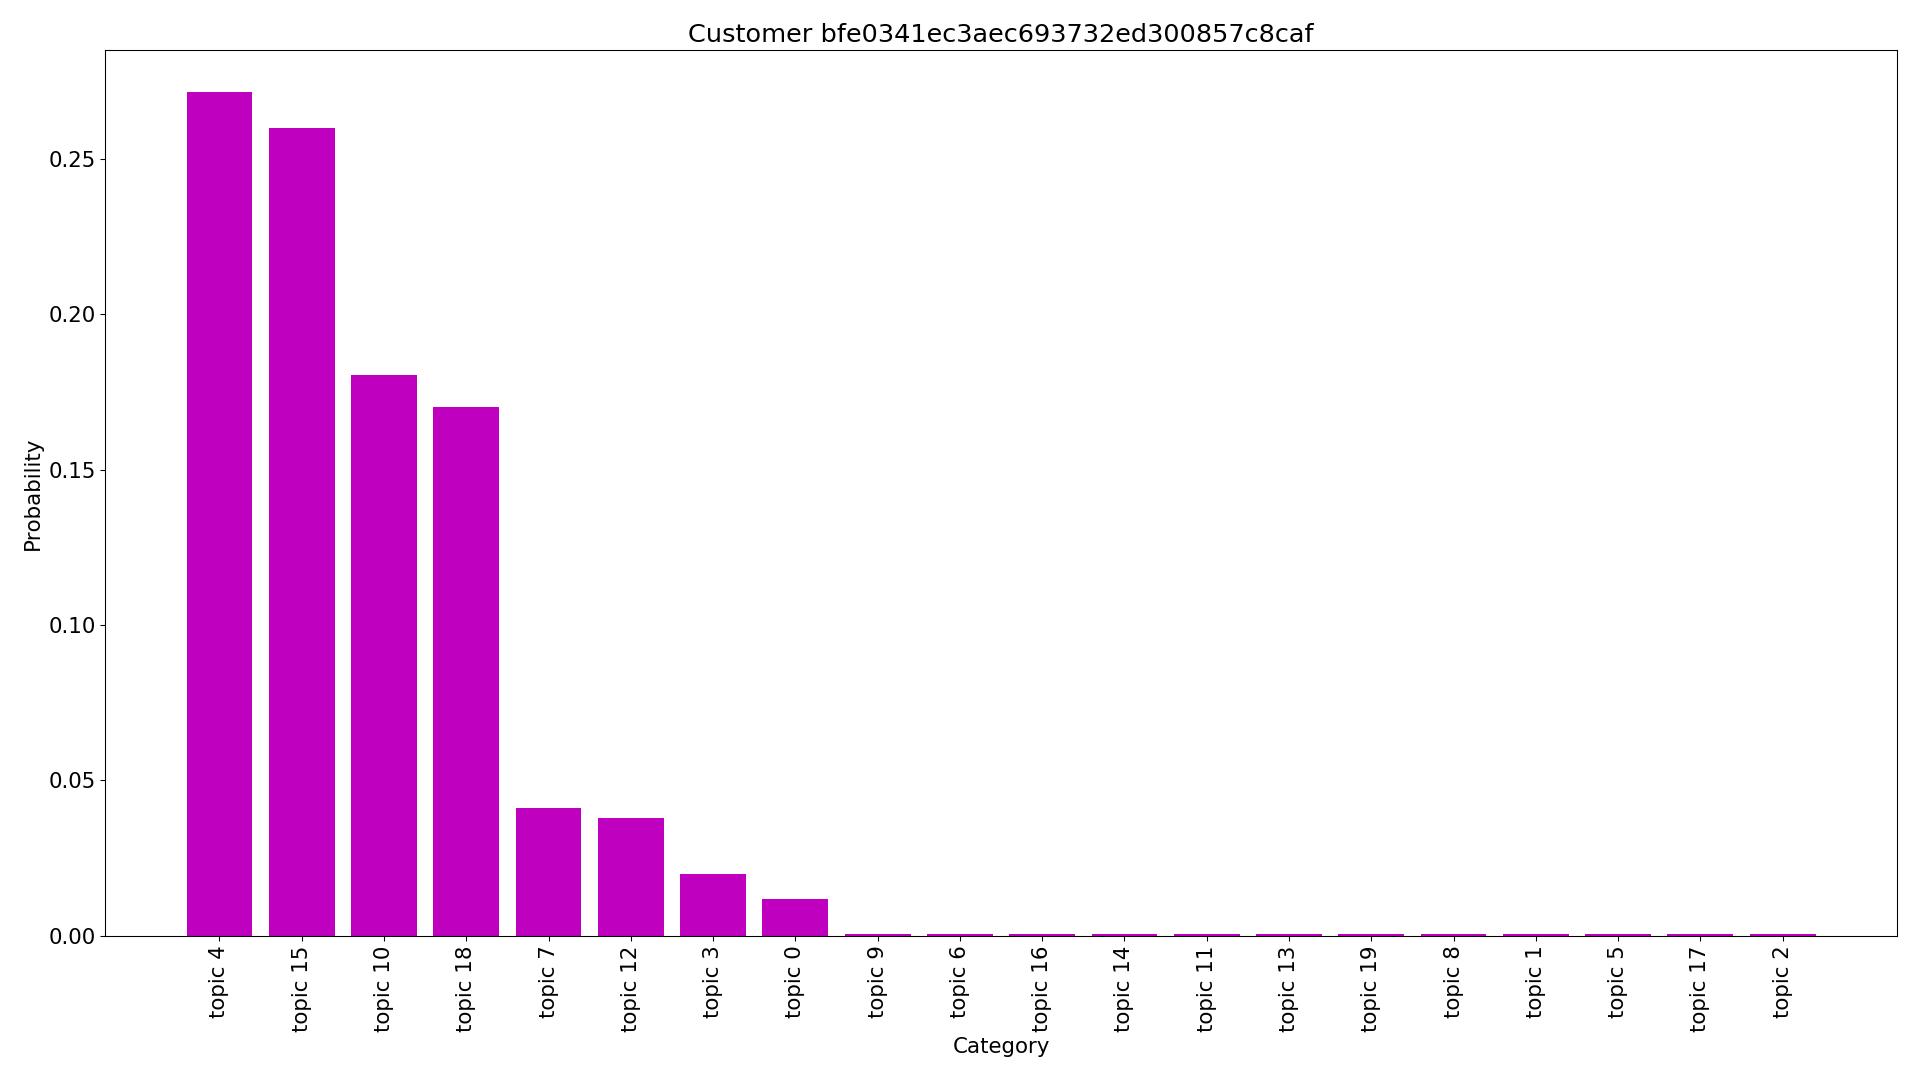 Customer bfe0341ec3aec693732ed300857c8caf
Probability
0.25
0.20
0.15
0.10
0.05
0.00
topic 4
topic 15
topic 10
topic 18
topic 7
topic 12
topic 3
topic 0
topic 9
topic 6
topic 16
topic 14
topic 11
topic 13
topic 19
topic 8
topic 1
topic 5
topic 17
topic 2
Category